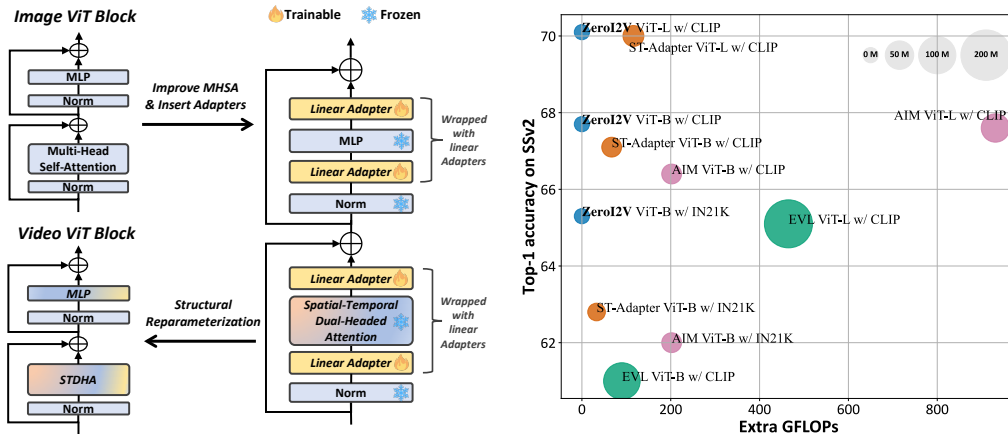 Image ViT Block
MLP
Norm
Multi-Head
Self-Attention
Norm
Improve MHSA
& Insert Adapters
Trainable
Frozen
Linear Adapter
MLP
Linear Adapter
Norm
Wrapped
with
linear
Adapters
Video ViT Block
MLP
Norm
STDHA
Norm
Structural
Reparameterization
Linear Adapter
Spatial-Temporal
Dual-Headed
Attention
Linear Adapter
Norm
Wrapped
with
linear
Adapters
Top-1 accuracy on SSv2
70
68
66
64
62
ZeroI2V ViT-L w/ CLIP
ST-Adapter ViT-L w/ CLIP
0 M
50 M
100 M
200 M
AIM ViT-L w/ CLIP
ZeroI2V ViT-B w/ CLIP
ST-Adapter ViT-B w/ CLIP
AIM ViT-B w/ CLIP
ZeroI2V ViT-B w/ IN21K
EVL ViT-L w/ CLIP
ST-Adapter ViT-B w/ IN21K
AIM ViT-B w/ IN21K
EVL ViT-B w/ CLIP
0
200
400
600
800
Extra GFLOPs